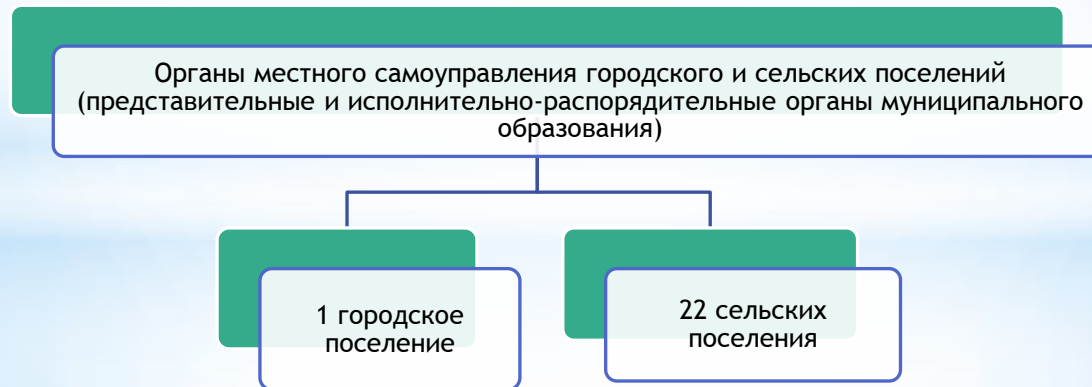 Органы местного самоуправления городского и сельских поселений
(представительные и исполнительно-распорядительные органы муниципального
образования)
1 городское
поселение
22 сельских
поселения